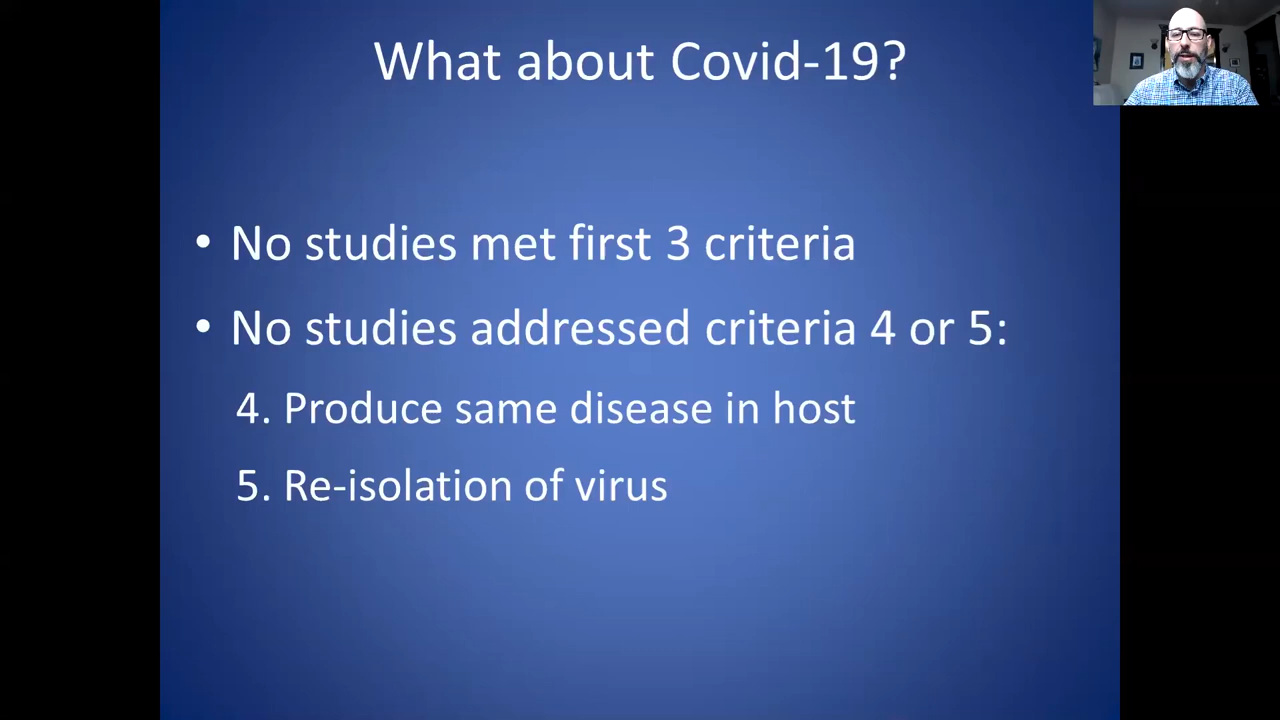 What about Covid-19?
• No studies met first 3 criteria
• No studies addressed criteria 4 or 5:
4. Produce same disease in host
5. Re-isolation of virus